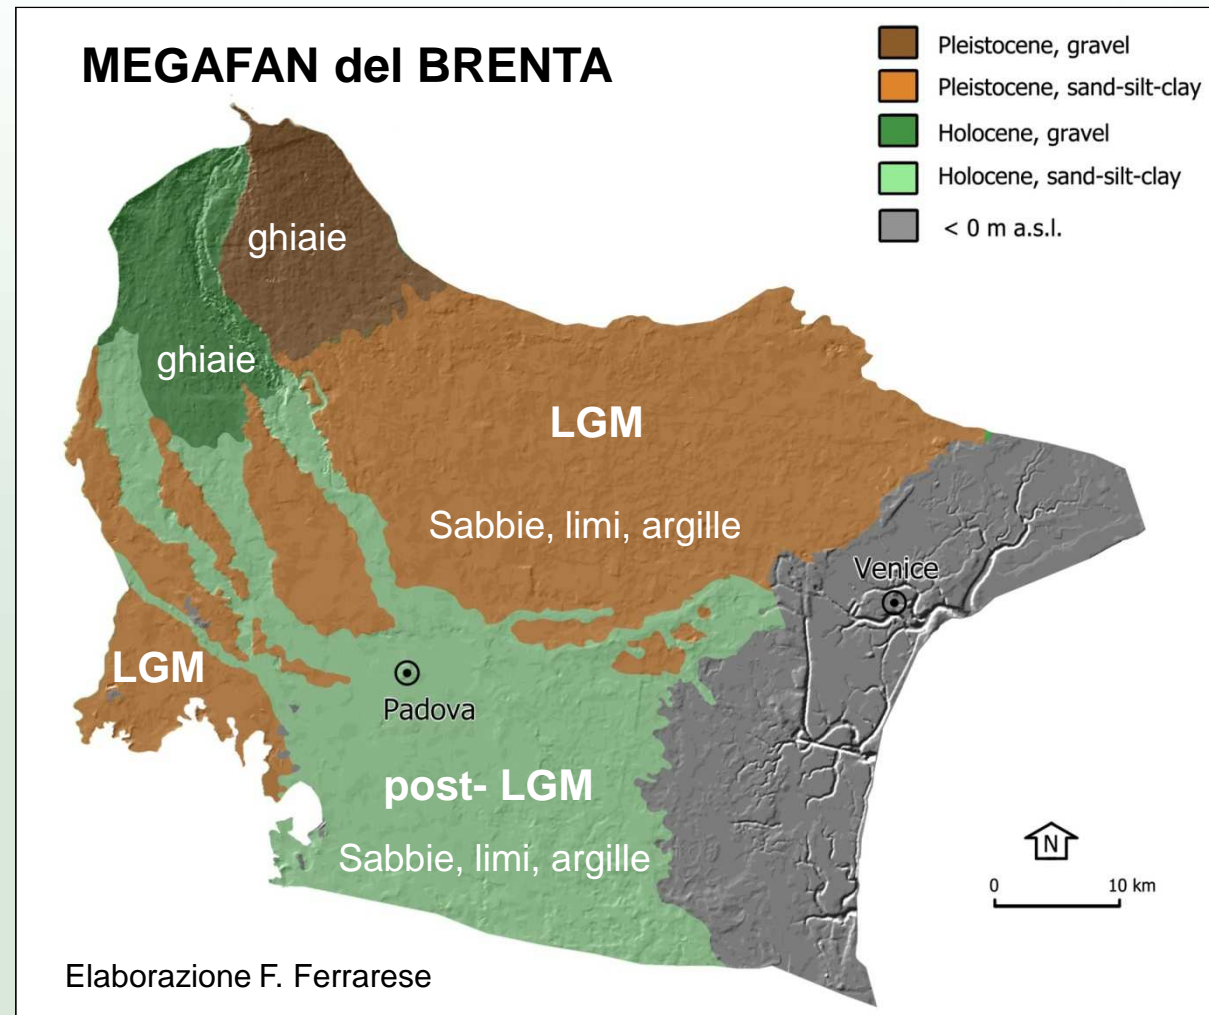 MEGAFAN del BRENTA
Pleistocene, gravel
Pleistocene, sand-silt-clay
Holocene, gravel
Holocene, sand-silt-clay
< 0 m a.s.l.
ghiaie
ghiaie
LGM
Sabbie, limi, argille
Venice
LGM
Padova
post- LGM
Sabbie, limi, argille
N
0 10 km
Elaborazione F. Ferrarese